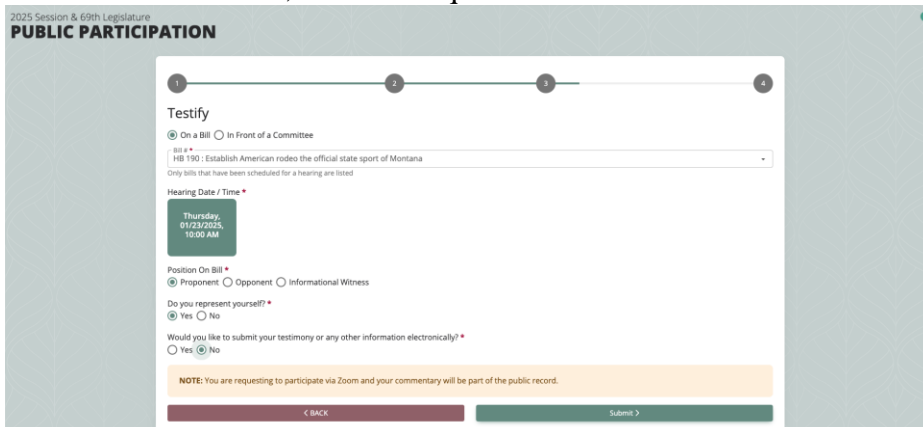 2025 Session & 69th Legislature
PUBLIC PARTICIPATION
1 2 3 4
Testify
On a Bill In Front of a Committee
Bill # *
HB 190 : Establish American rodeo the official state sport of Montana
Only bills that have been scheduled for a hearing are listed
Hearing Date / Time *
Thursday,
01/23/2025,
10:00 AM
Position On Bill *
Proponent Opponent Informational Witness
Do you represent yourself? *
Yes No
Would you like to submit your testimony or any other information electronically? *
Yes No
NOTE: You are requesting to participate via Zoom and your commentary will be part of the public record.
< BACK Submit >